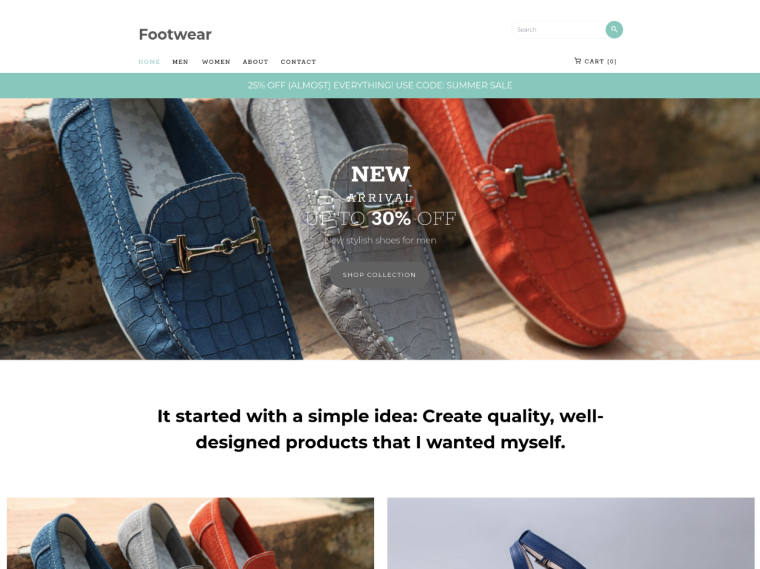 Footwear
Search
HOME MEN WOMEN ABOUT CONTACT
CART (0)
25% OFF (ALMOST) EVERYTHING! USE CODE: SUMMER SALE
NEW
ARRIVAL
UP TO 30% OFF
New stylish shoes for men
SHOP COLLECTION
It started with a simple idea: Create quality, well-
designed products that I wanted myself.